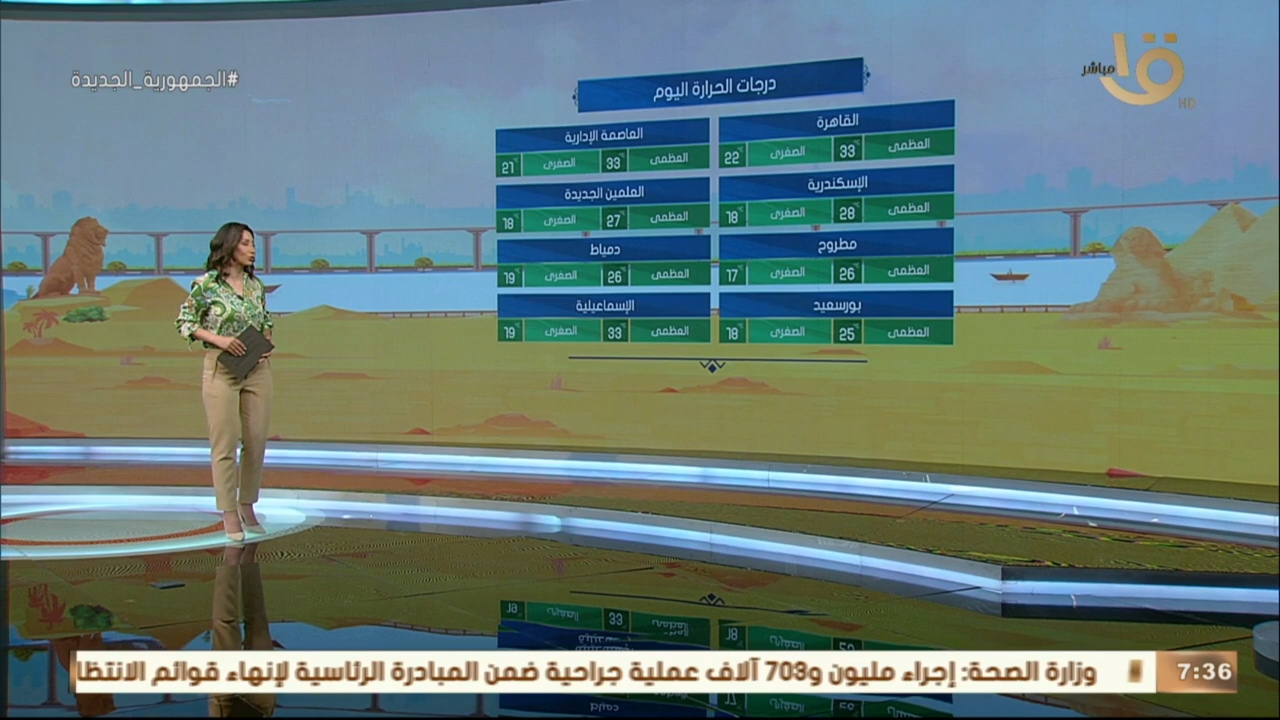 #الجمهورية_الجديدة
مباشر
HD
درجات الحرارة اليوم
القاهرة
العظمى 33 الصغرى 22
العاصمة الإدارية
العظمى 33 الصغرى 21
الإسكندرية
العظمى 28 الصغرى 18
العلمين الجديدة
العظمى 27 الصغرى 18
مطروح
العظمى 26 الصغرى 17
دمياط
العظمى 26 الصغرى 19
بورسعيد
العظمى 25 الصغرى 18
الإسماعيلية
العظمى 33 الصغرى 19
7:36
وزارة الصحة: إجراء مليون و708 آلاف عملية جراحية ضمن المبادرة الرئاسية لإنهاء قوائم الانتظا